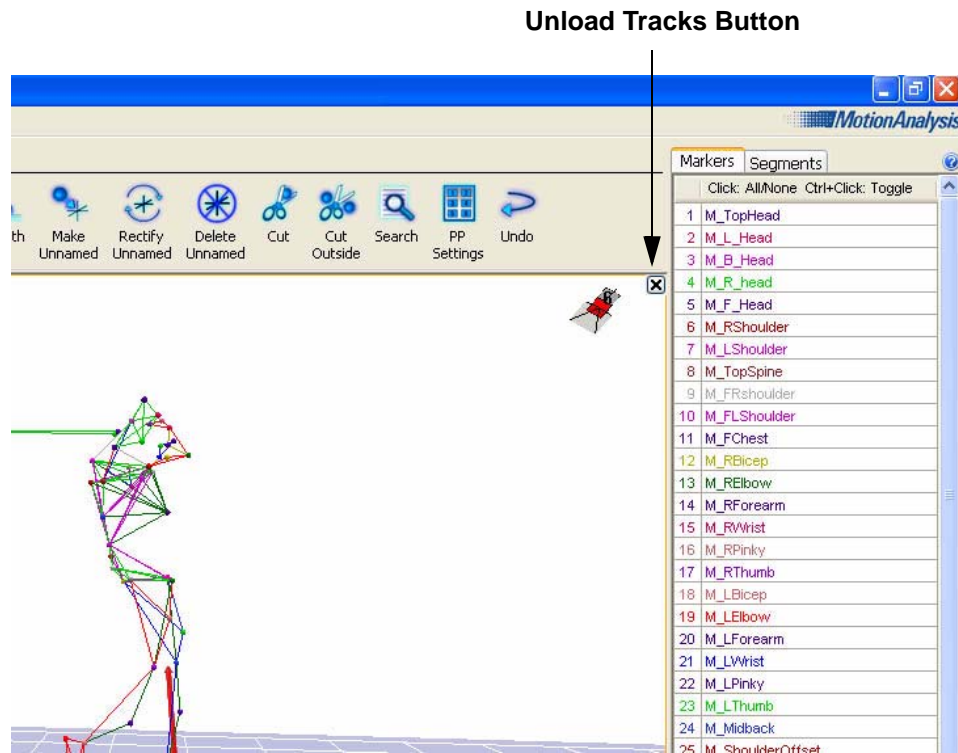 Unload Tracks Button
MotionAnalysis
Markers Segments
Click: All/None Ctrl+Click: Toggle
th
Make Unnamed
Rectify Unnamed
Delete Unnamed
Cut
Cut Outside
Search
PP Settings
Undo
6
1 M_TopHead
2 M_L_Head
3 M_B_Head
4 M_R_head
5 M_F_Head
6 M_RShoulder
7 M_LShoulder
8 M_TopSpine
9 M_FRshoulder
10 M_FLShoulder
11 M_FChest
12 M_RBicep
13 M_RElbow
14 M_RForearm
15 M_RWrist
16 M_RPinky
17 M_RThumb
18 M_LBicep
19 M_LElbow
20 M_LForearm
21 M_LWrist
22 M_LPinky
23 M_LThumb
24 M_Midback
25 M_ShoulderOffset